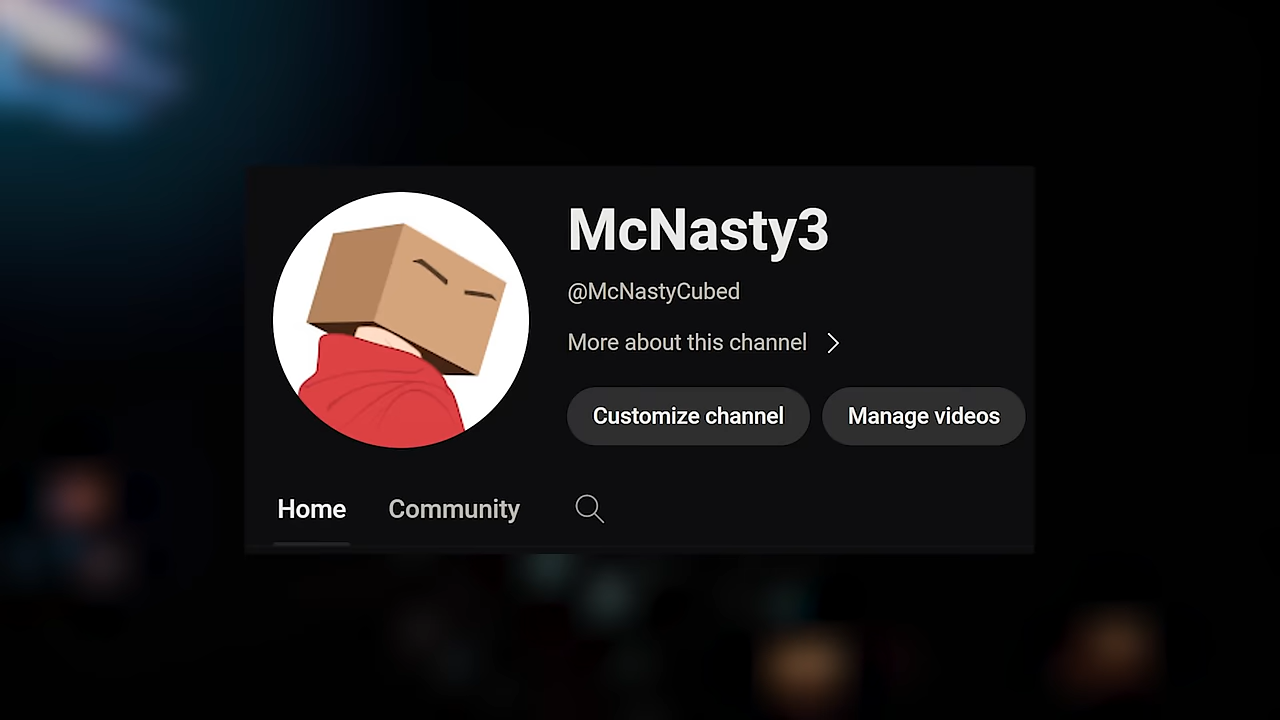 McNasty3
@McNastyCubed
More about this channel
Customize channel Manage videos
Home Community